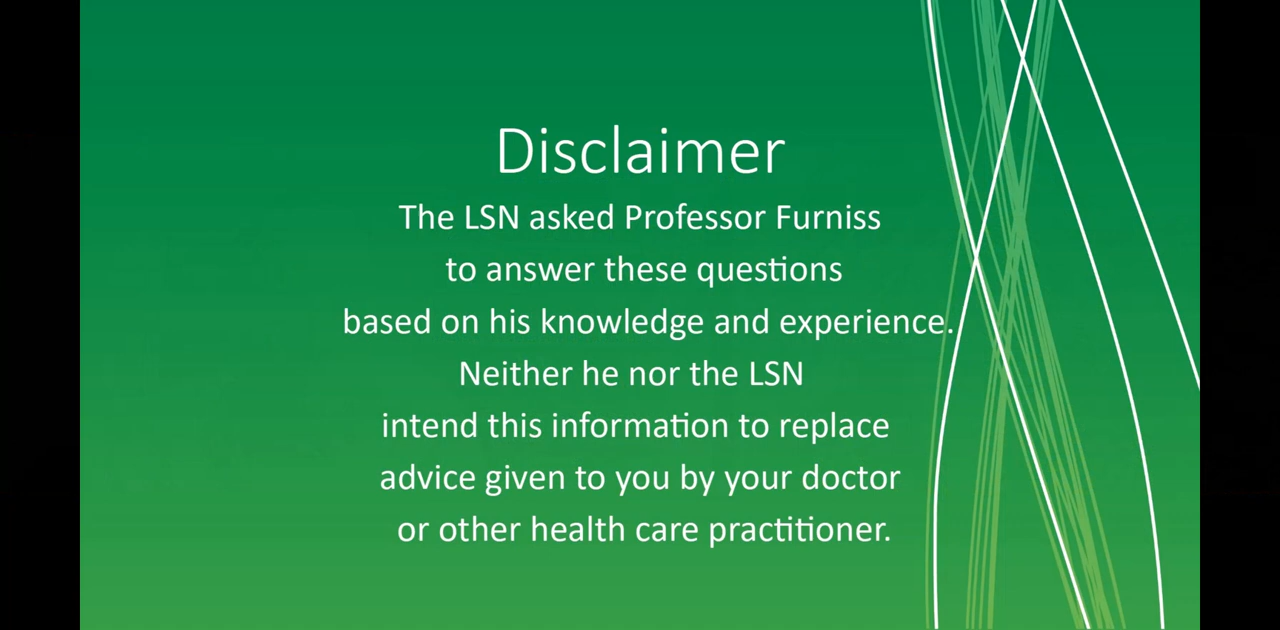 Disclaimer
The LSN asked Professor Furniss
to answer these questions
based on his knowledge and experience.
Neither he nor the LSN
intend this information to replace
advice given to you by your doctor
or other health care practitioner.